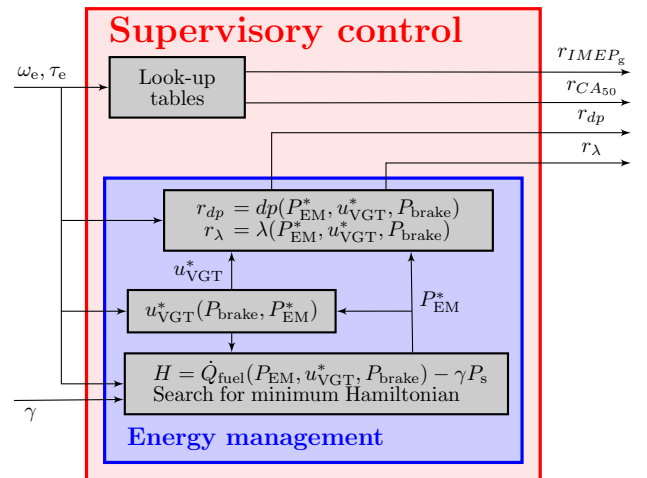 Supervisory control
ω_e, τ_e
Look-up
tables
r_{IMEP_g}
r_{CA_{50}}
r_{dp}
r_λ
r_{dp} = dp(P*_{EM}, u*_{VGT}, P_{brake})
r_λ = λ(P*_{EM}, u*_{VGT}, P_{brake})
u*_{VGT}
P*_{EM}
u*_{VGT}(P_{brake}, P*_{EM})
H = Q̇_{fuel}(P_{EM}, u*_{VGT}, P_{brake}) − γP_s
Search for minimum Hamiltonian
γ
Energy management